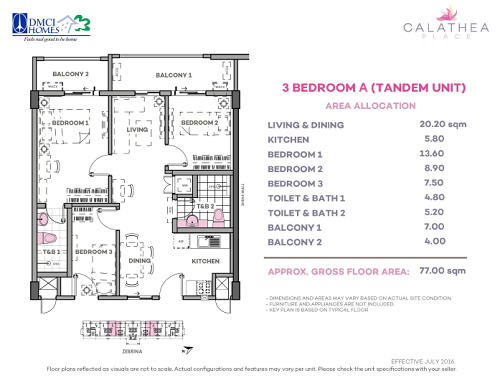 DMCI
HOMES
Feels real good to be home
CALATHEA
PLACE
BALCONY 2
BALCONY 1
BEDROOM 1
LIVING
BEDROOM 2
T&B 2
T&B 1
BEDROOM 3
DINING
KITCHEN
ZEBRINA
3 BEDROOM A (TANDEM UNIT)
AREA ALLOCATION
LIVING & DINING 20.20 sqm
KITCHEN 5.80
BEDROOM 1 13.60
BEDROOM 2 8.90
BEDROOM 3 7.50
TOILET & BATH 1 4.80
TOILET & BATH 2 5.20
BALCONY 1 7.00
BALCONY 2 4.00
APPROX. GROSS FLOOR AREA: 77.00 sqm
- DIMENSIONS AND AREAS MAY VARY BASED ON ACTUAL SITE CONDITION.
- FURNITURE AND APPLIANCES ARE NOT INCLUDED.
- KEY PLAN IS BASED ON TYPICAL FLOOR
EFFECTIVE JULY 2016
Floor plans reflected as visuals are not to scale. Actual configurations and features may vary per unit. Please check the unit specifications with your seller.